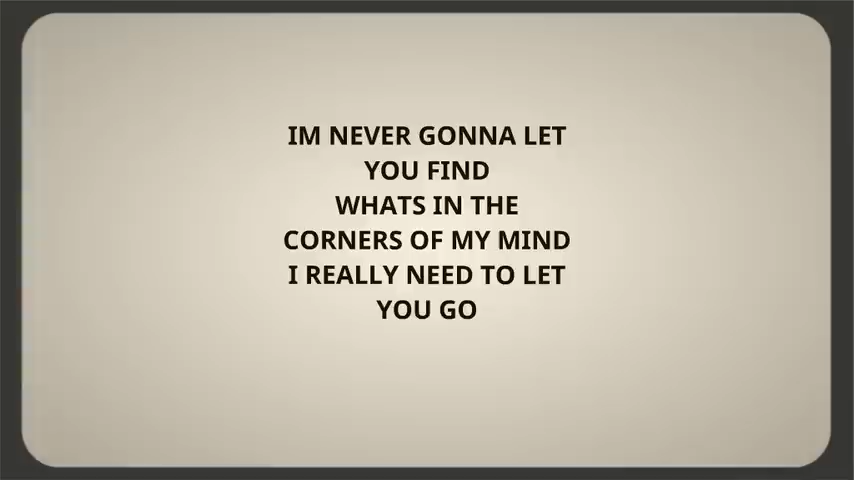 IM NEVER GONNA LET
YOU FIND
WHATS IN THE
CORNERS OF MY MIND
I REALLY NEED TO LET
YOU GO